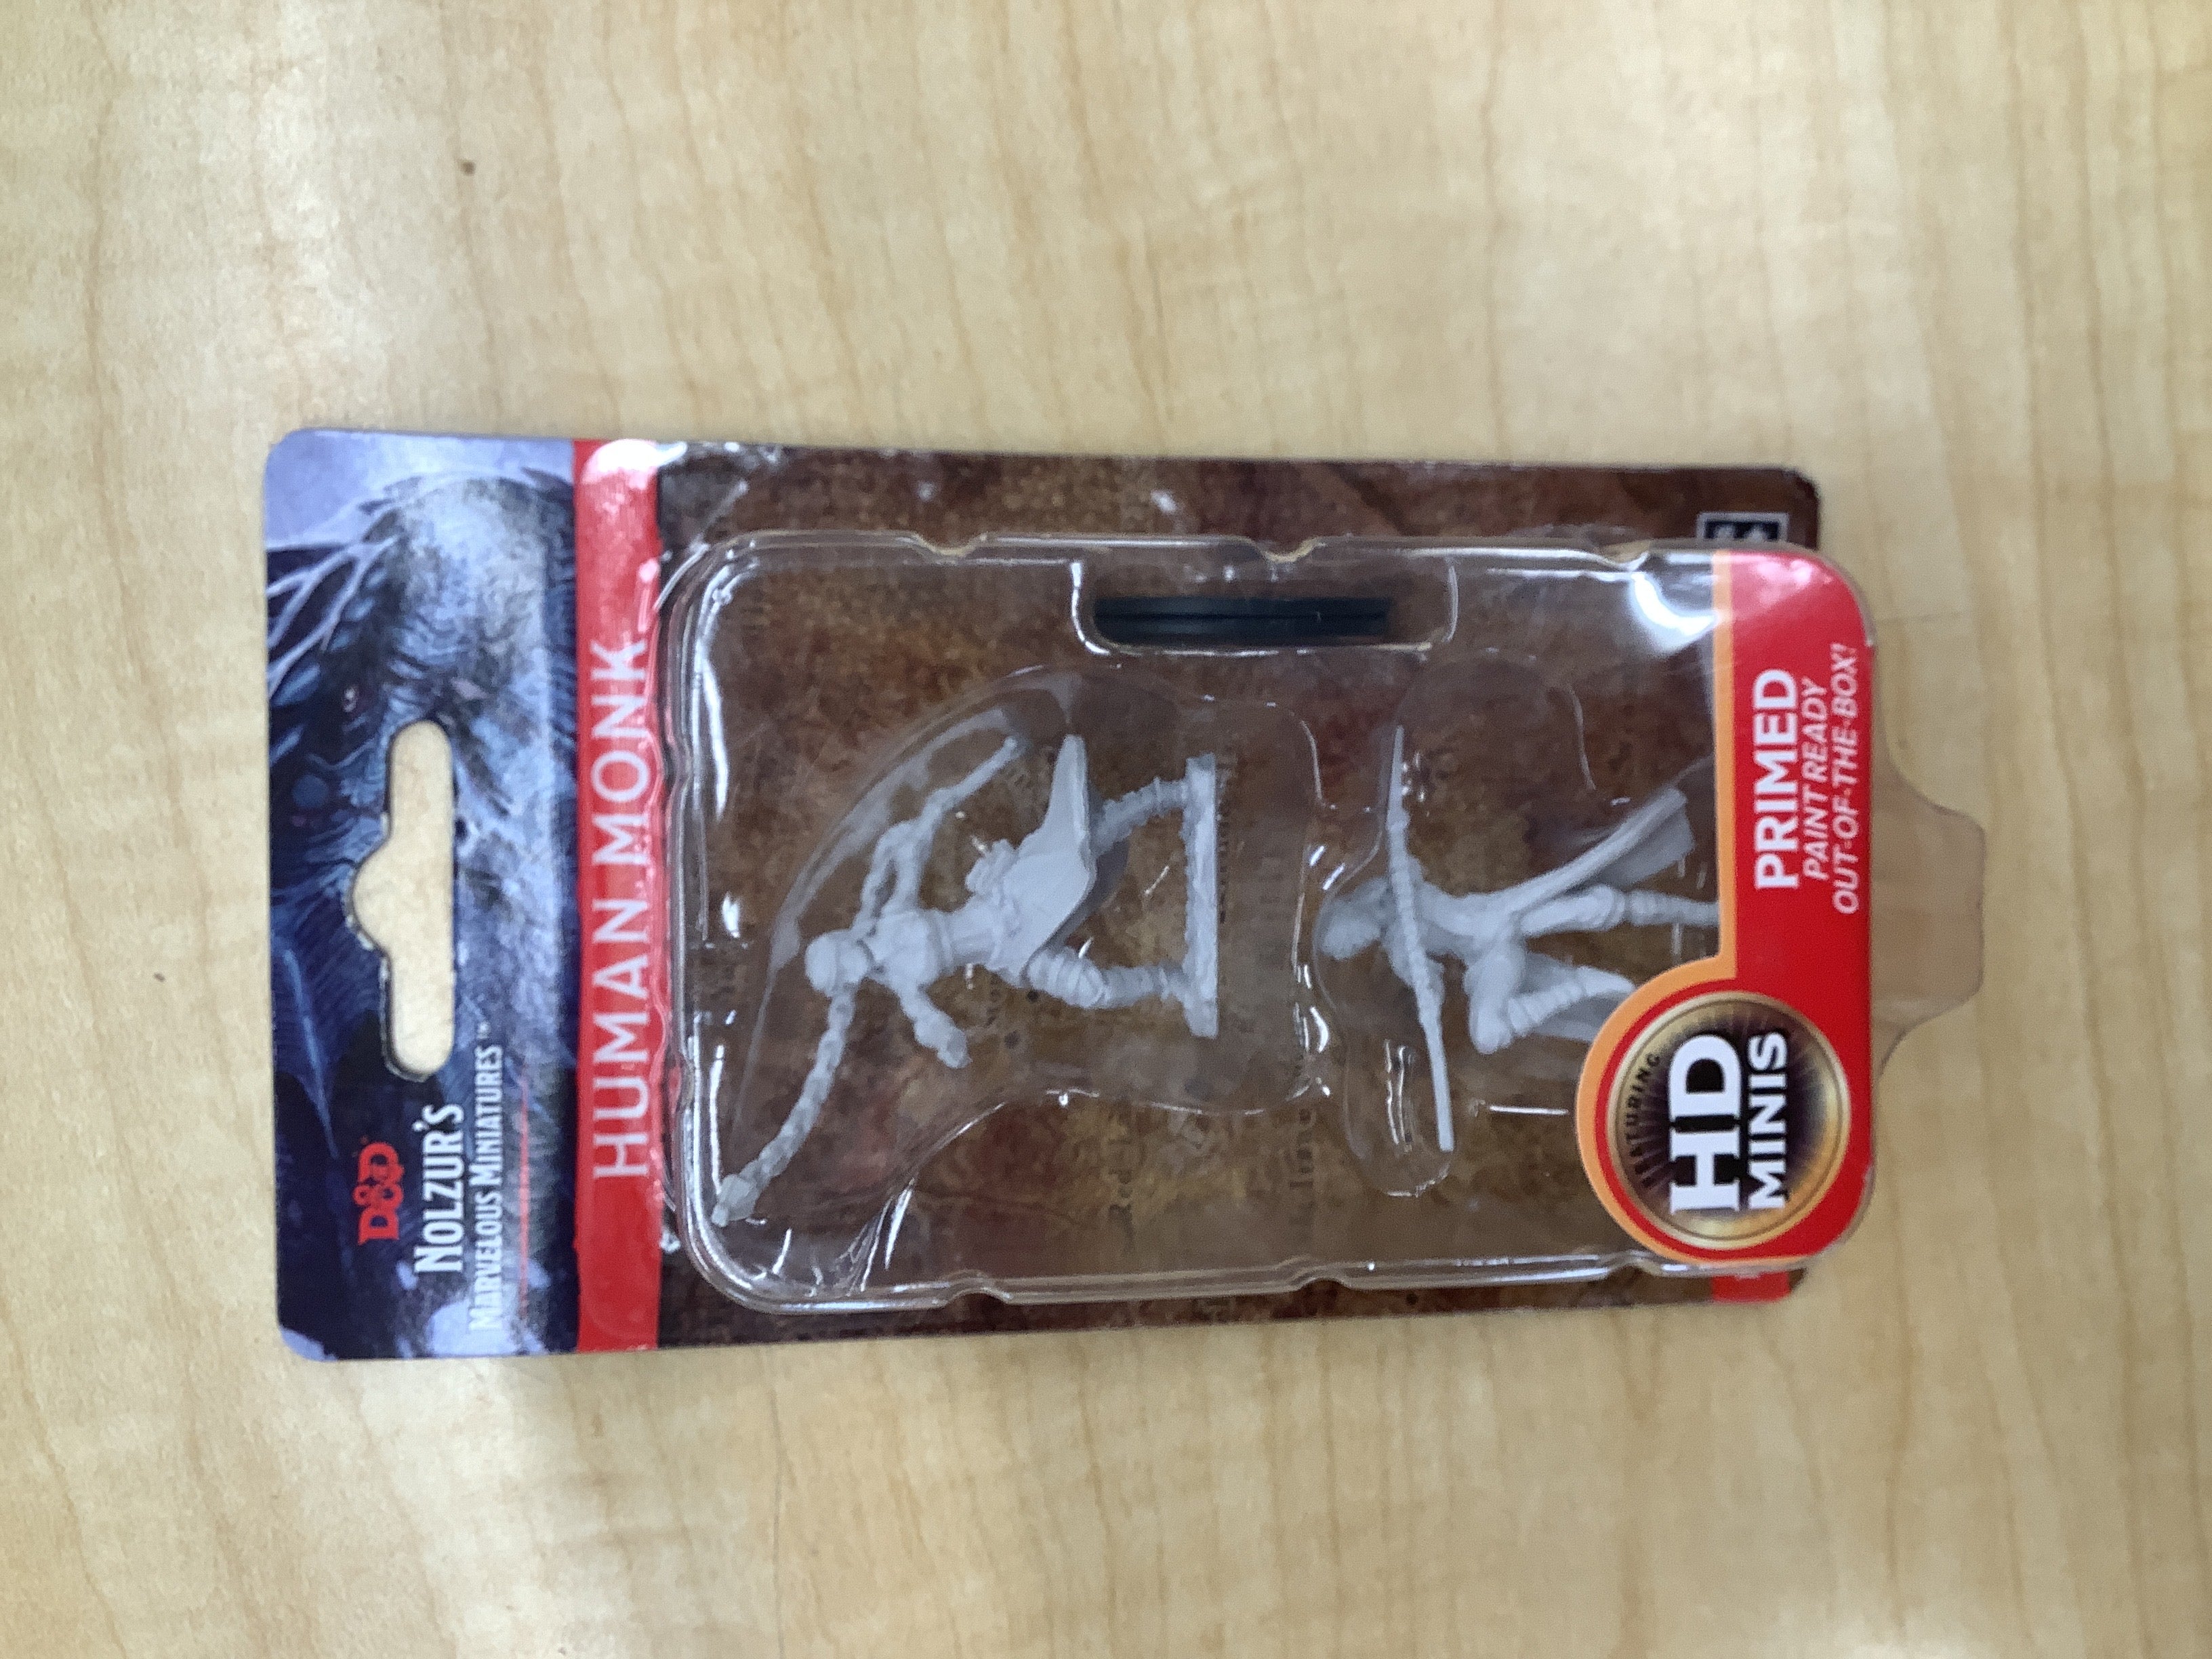 D&D
NOLZUR'S
MARVELOUS MINIATURES™
HUMAN MONK
PRIMED
PAINT READY
OUT-OF-THE-BOX!
FEATURING
HD
MINIS